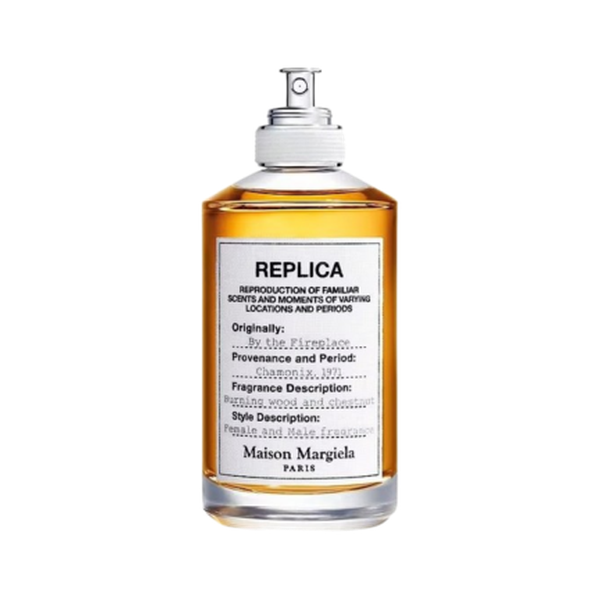 REPLICA
REPRODUCTION OF FAMILIAR
SCENTS AND MOMENTS OF VARYING
LOCATIONS AND PERIODS
Originally:
By the Fireplace
Provenance and Period:
Chamonix, 1971
Fragrance Description:
Burning wood and chestnut
Style Description:
Female and Male fragrance
Maison Margiela
PARIS